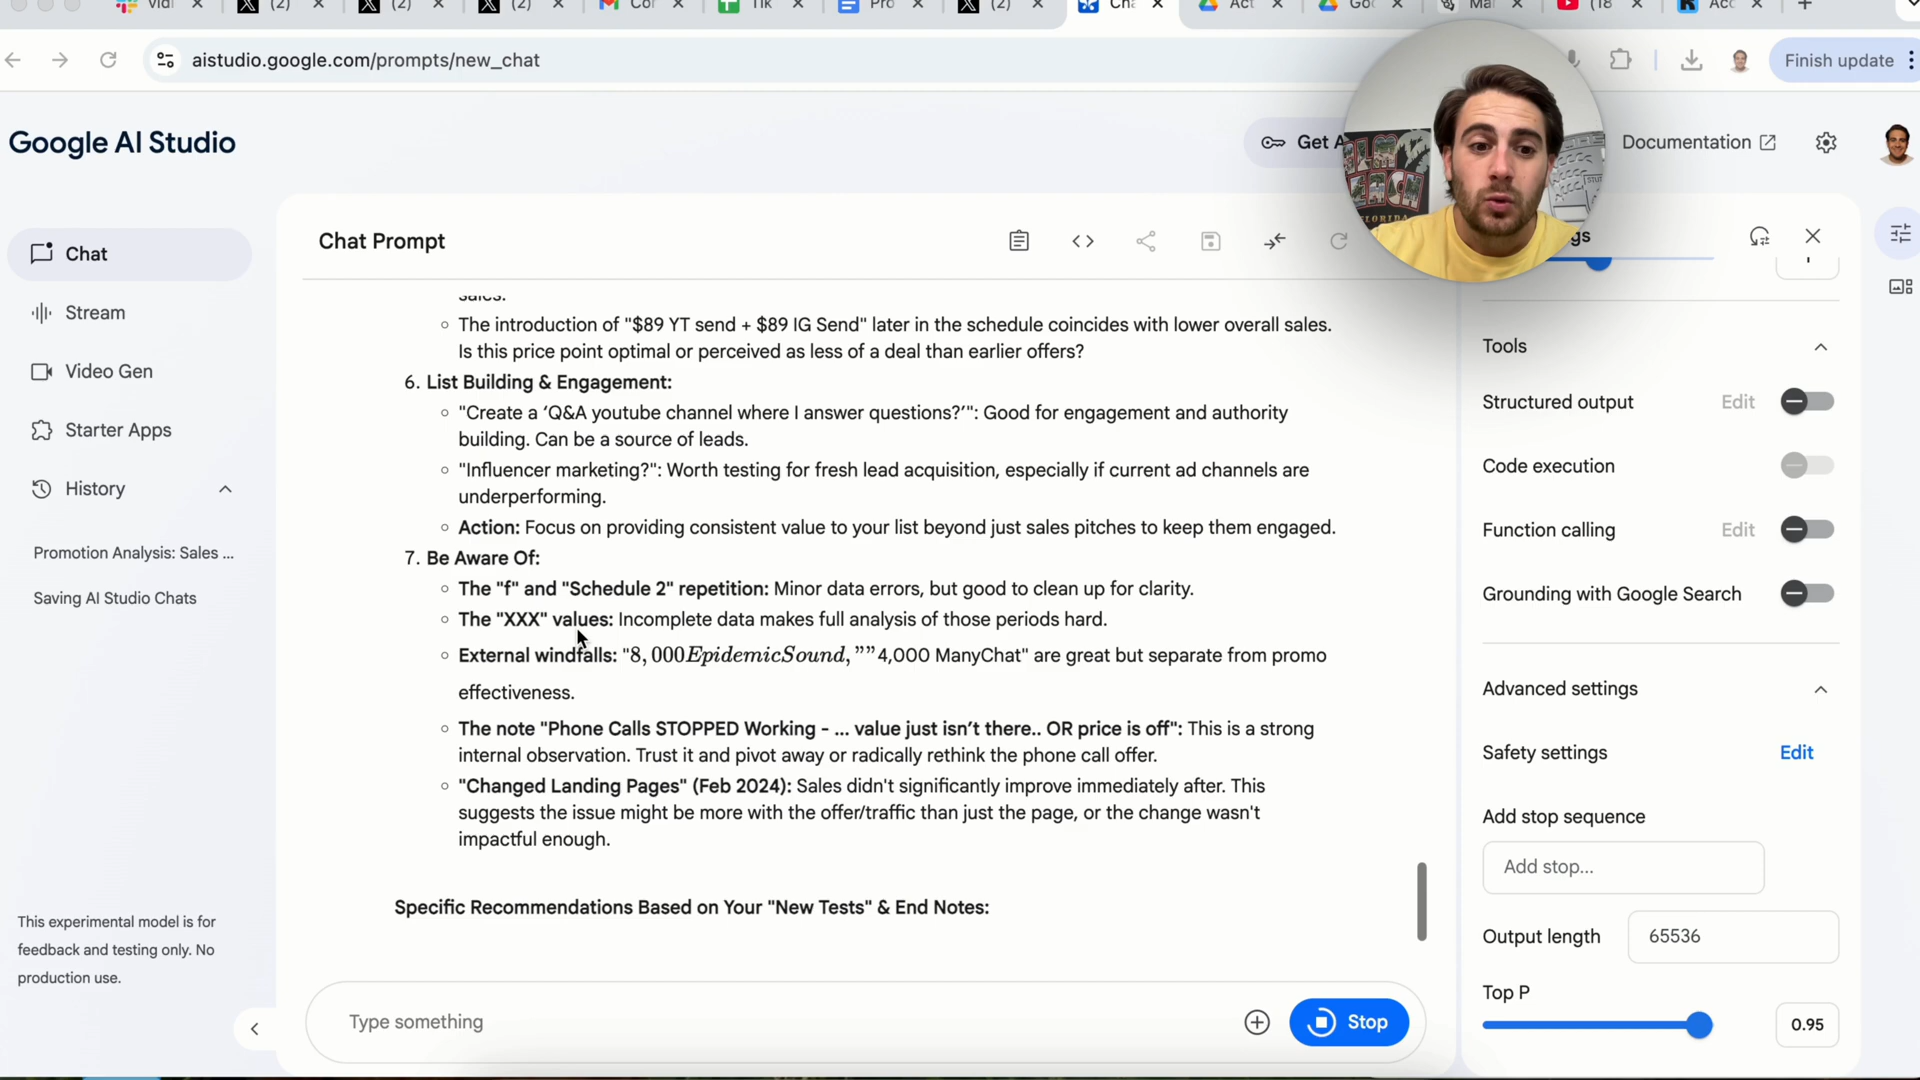 Vidi
(2)
(2)
(2)
Tik
Pro
(2)
Act
(18
Acc
aistudio.google.com/prompts/new_chat
Finish update
Google AI Studio
Get A
Documentation
Chat
Stream
Video Gen
Starter Apps
History
Promotion Analysis: Sales ...
Saving AI Studio Chats
This experimental model is for
feedback and testing only. No
production use.
Chat Prompt
sales.
The introduction of "$89 YT send + $89 IG Send" later in the schedule coincides with lower overall sales.
Is this price point optimal or perceived as less of a deal than earlier offers?
6. List Building & Engagement:
"Create a ‘Q&A youtube channel where I answer questions?’": Good for engagement and authority
building. Can be a source of leads.
"Influencer marketing?": Worth testing for fresh lead acquisition, especially if current ad channels are
underperforming.
Action: Focus on providing consistent value to your list beyond just sales pitches to keep them engaged.
7. Be Aware Of:
The "f" and "Schedule 2" repetition: Minor data errors, but good to clean up for clarity.
The "XXX" values: Incomplete data makes full analysis of those periods hard.
External windfalls: "8,000EpidemicSound,""4,000 ManyChat" are great but separate from promo
effectiveness.
The note "Phone Calls STOPPED Working - ... value just isn’t there.. OR price is off": This is a strong
internal observation. Trust it and pivot away or radically rethink the phone call offer.
"Changed Landing Pages" (Feb 2024): Sales didn't significantly improve immediately after. This
suggests the issue might be more with the offer/traffic than just the page, or the change wasn't
impactful enough.
Specific Recommendations Based on Your "New Tests" & End Notes:
Type something
Stop
gs
Tools
Structured output Edit
Code execution
Function calling Edit
Grounding with Google Search
Advanced settings
Safety settings Edit
Add stop sequence
Add stop...
Output length 65536
Top P
0.95
FLORIDA